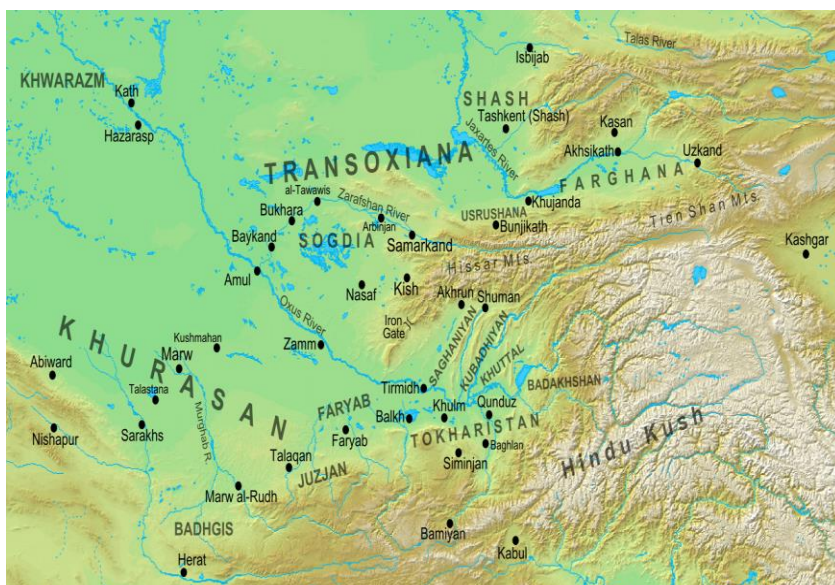 Talas River
Isbijab
KHWARAZM
Kath
SHASH
Tashkent (Shash)
Kasan
Hazarasp
Jaxartes River
Akhsikath
Uzkand
TRANSOXIANA
FARGHANA
al-Tawawis
Zarafshan River
Khujanda
Bukhara
Arbinjan
USRUSHANA
Bunjikath
Tien Shan Mts.
SOGDIA
Samarkand
Baykand
Hissar Mts.
Kashgar
Amul
Nasaf
Kish
Oxus River
Akhrun
Shuman
Iron
Gate
KHURASAN
Kushmahan
Zamm
SAGHANIYAN
KUBADHIYAN
KHUTTAL
Abiward
Marw
Talastana
Tirmidh
BADAKHSHAN
FARYAB
Balkh
Khulm
Qunduz
Murghab R.
Nishapur
Sarakhs
Faryab
TOKHARISTAN
Baghlan
Hindu Kush
Talaqan
Siminjan
JUZJAN
Marw al-Rudh
BADHGIS
Bamiyan
Kabul
Herat